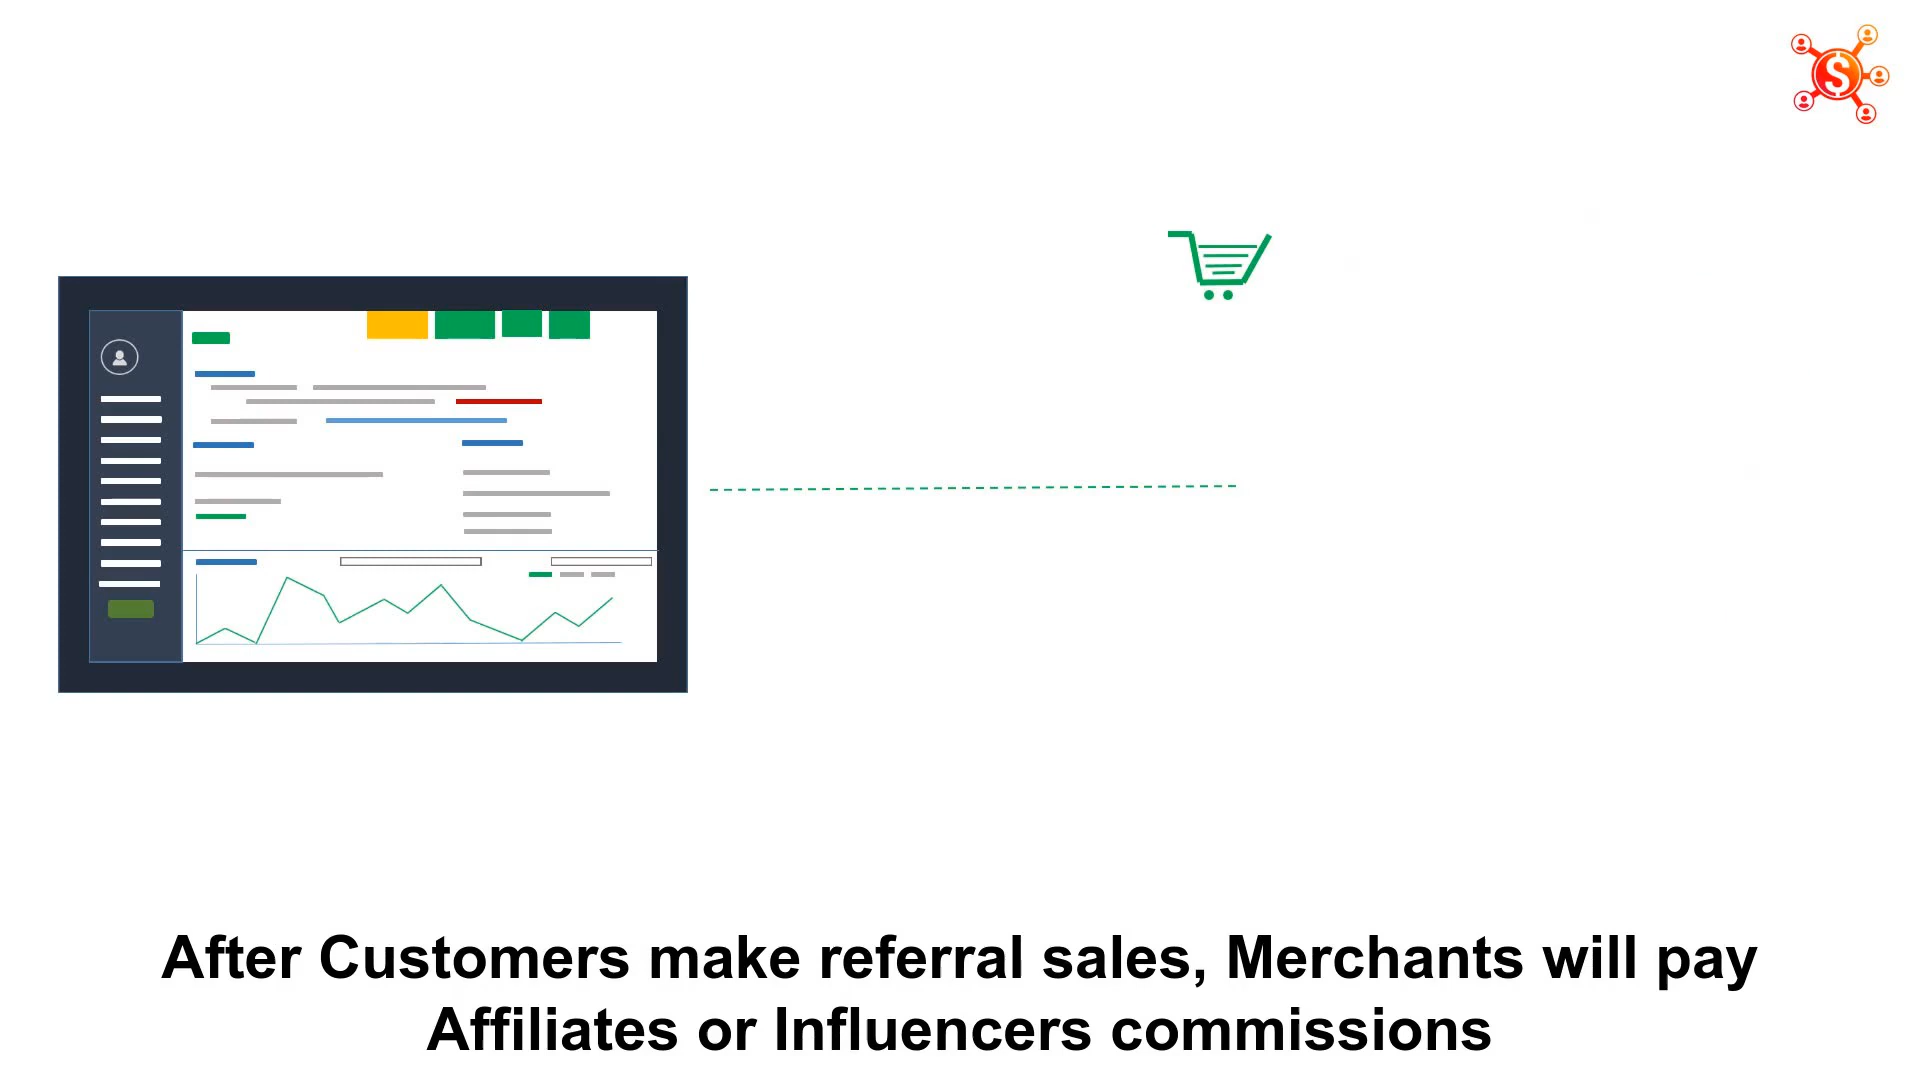 After Customers make referral sales, Merchants will pay
Affiliates or Influencers commissions